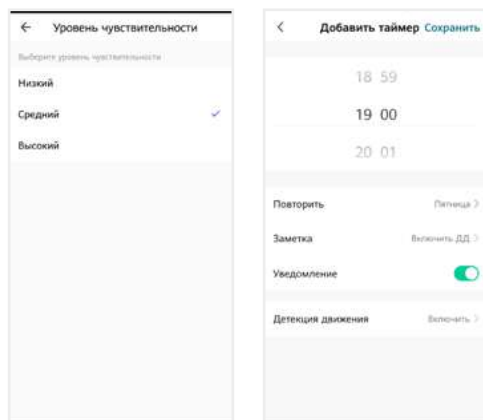 Уровень чувствительности
Выберите уровень чувствительности
Низкий
Средний
Высокий
Добавить таймер Сохранить
18 59
19 00
20 01
Повторить Пятница
Заметка Включить ДД
Уведомление
Детекция движения Включить